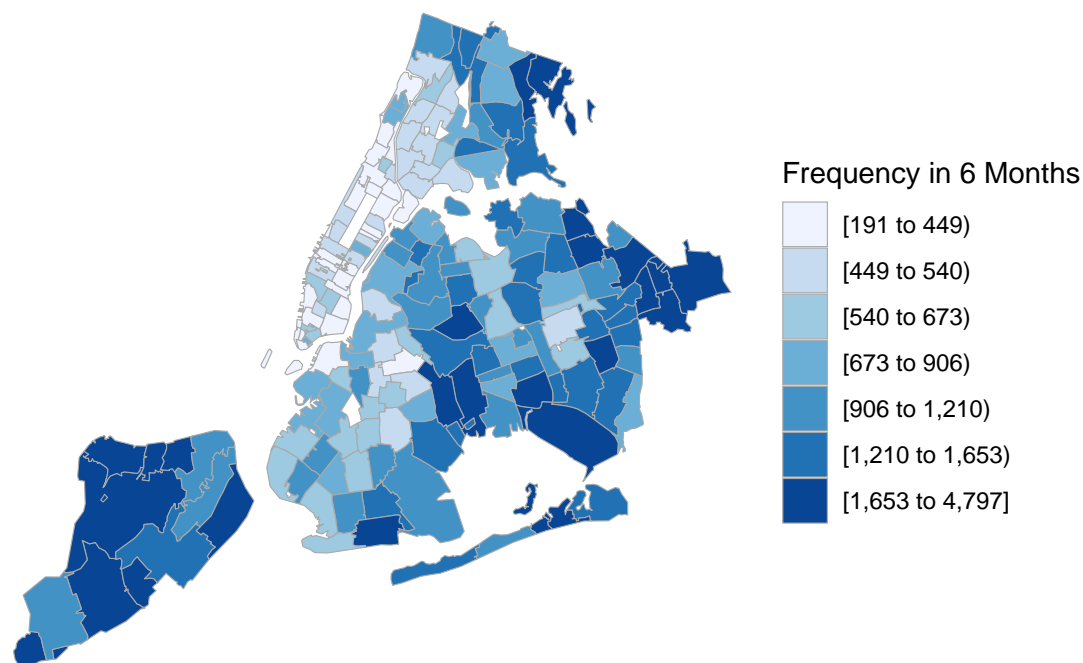 Frequency in 6 Months
[191 to 449)
[449 to 540)
[540 to 673)
[673 to 906)
[906 to 1,210)
[1,210 to 1,653)
[1,653 to 4,797]